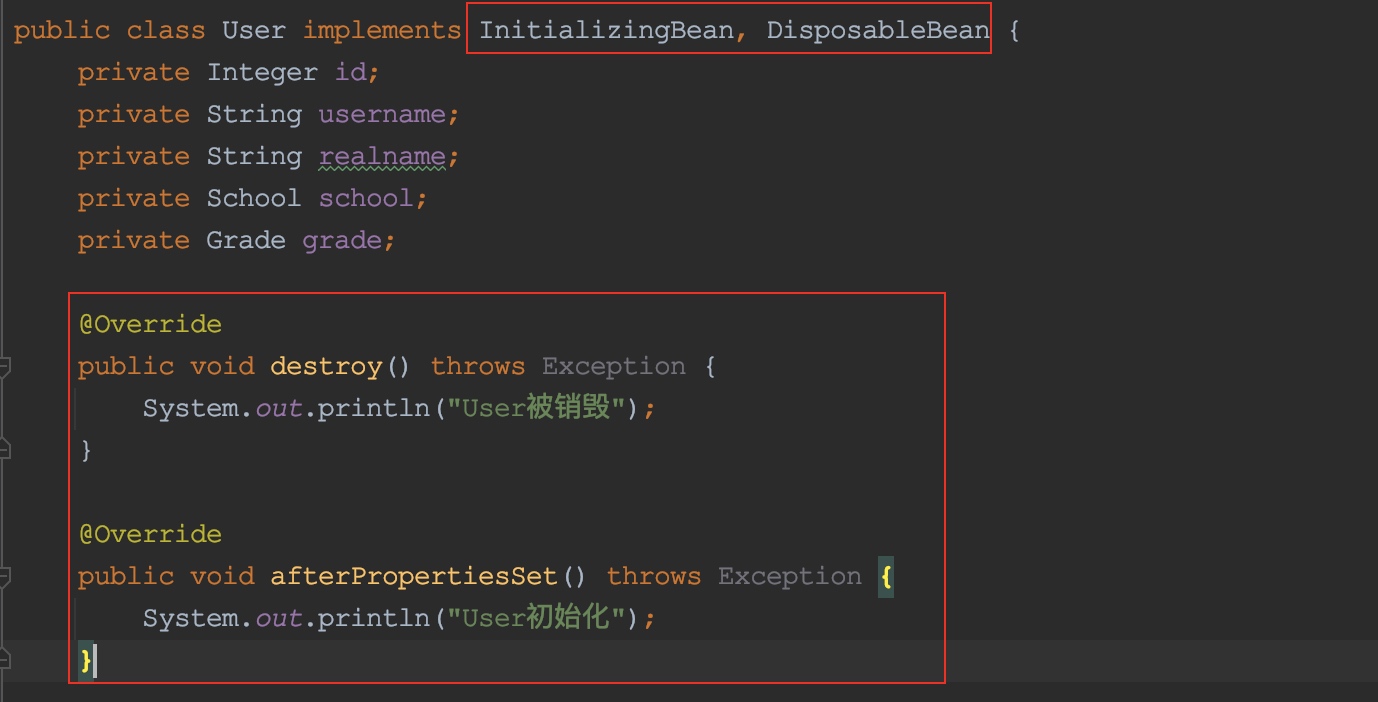 public class User implements InitializingBean, DisposableBean {
private Integer id;
private String username;
private String realname;
private School school;
private Grade grade;
@Override
public void destroy() throws Exception {
System.out.println("User被销毁");
}
@Override
public void afterPropertiesSet() throws Exception {
System.out.println("User初始化");
}